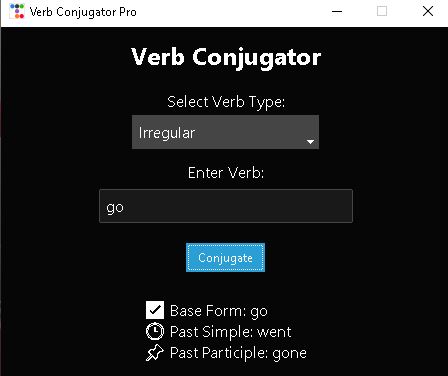 Verb Conjugator Pro
Verb Conjugator
Select Verb Type:
Irregular
Enter Verb:
go
Conjugate
Base Form: go
Past Simple: went
Past Participle: gone